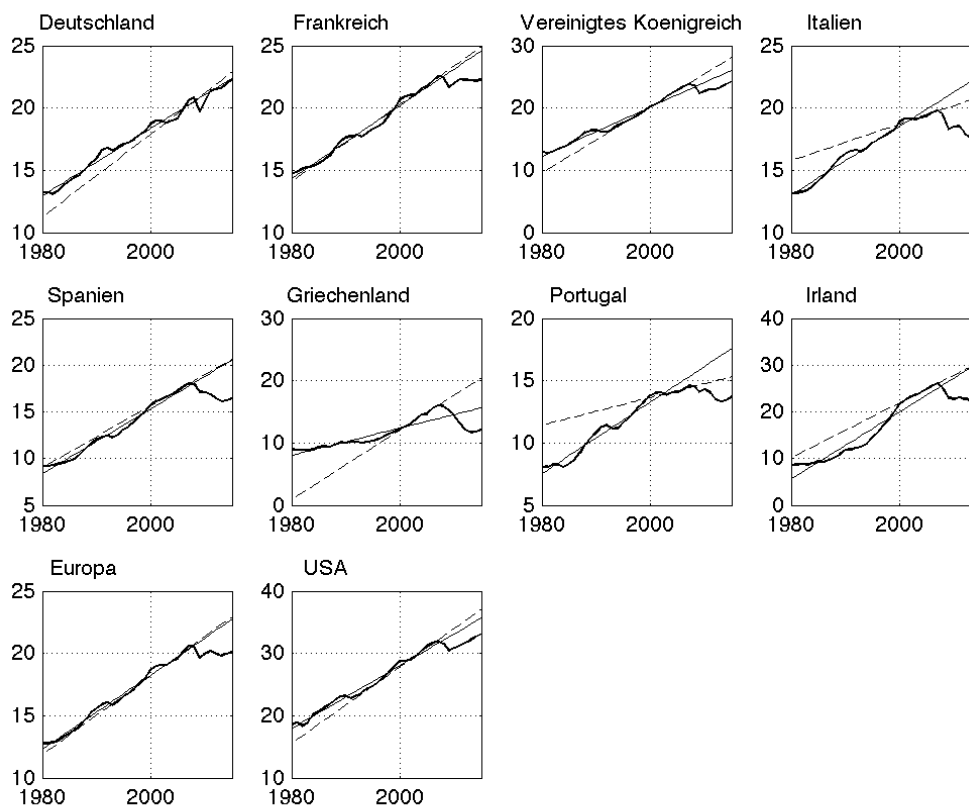 Deutschland Frankreich Vereinigtes Koenigreich Italien
25 25 30 25
20 20 20 20
15 15 10 15
10 10 0 10
1980 2000 1980 2000 1980 2000 1980 2000
Spanien Griechenland Portugal Irland
25 30 20 40
20 20 15 30
15 10 10 20
10 0 5 10
5 0
1980 2000 1980 2000 1980 2000 1980 2000
Europa USA
25 40
20 30
15 20
10 10
1980 2000 1980 2000